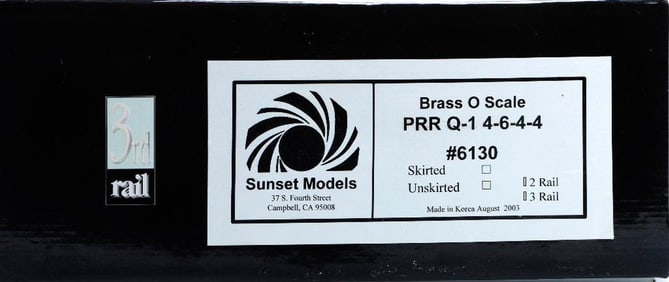 3rd
rail
Sunset Models
37 S. Fourth Street
Campbell, CA 95008
Brass O Scale
PRR Q-1 4-6-4-4
#6130
Skirted
Unskirted
2 Rail
3 Rail
Made in Korea August 2003